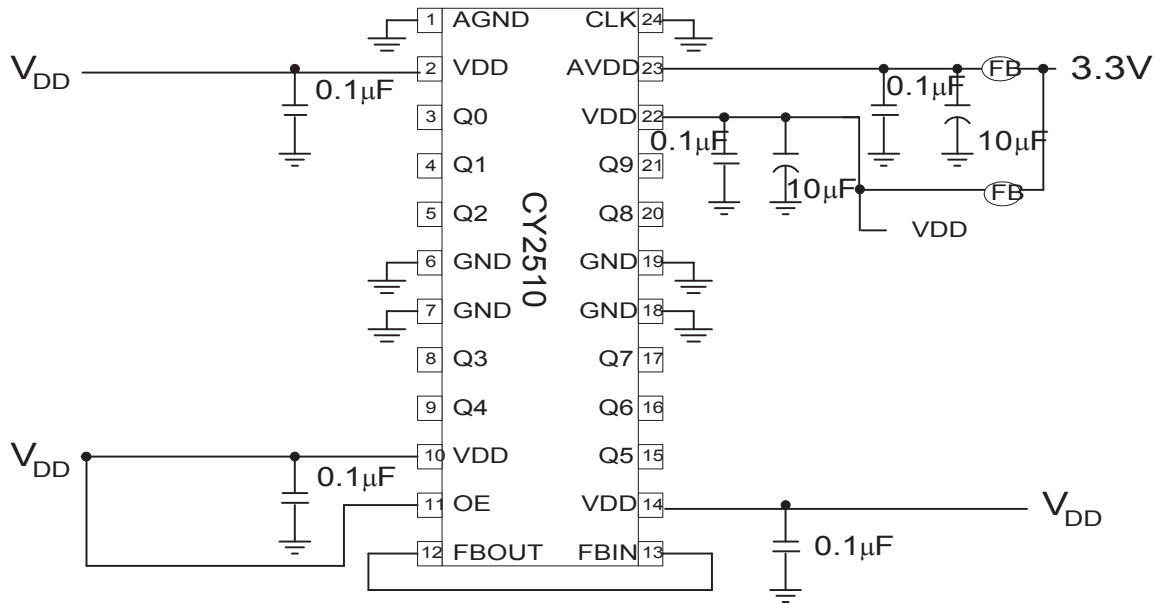 1 AGND CLK 24
VDD 2 VDD AVDD 23 FB 3.3V
0.1µF 0.1µF
3 Q0 VDD 22
0.1µF 10µF
4 Q1 Q9 21
10µF FB
5 Q2 Q8 20
VDD
CY2510
6 GND GND 19
7 GND GND 18
8 Q3 Q7 17
9 Q4 Q6 16
VDD 10 VDD Q5 15
0.1µF
11 OE VDD 14 VDD
12 FBOUT FBIN 13 0.1µF